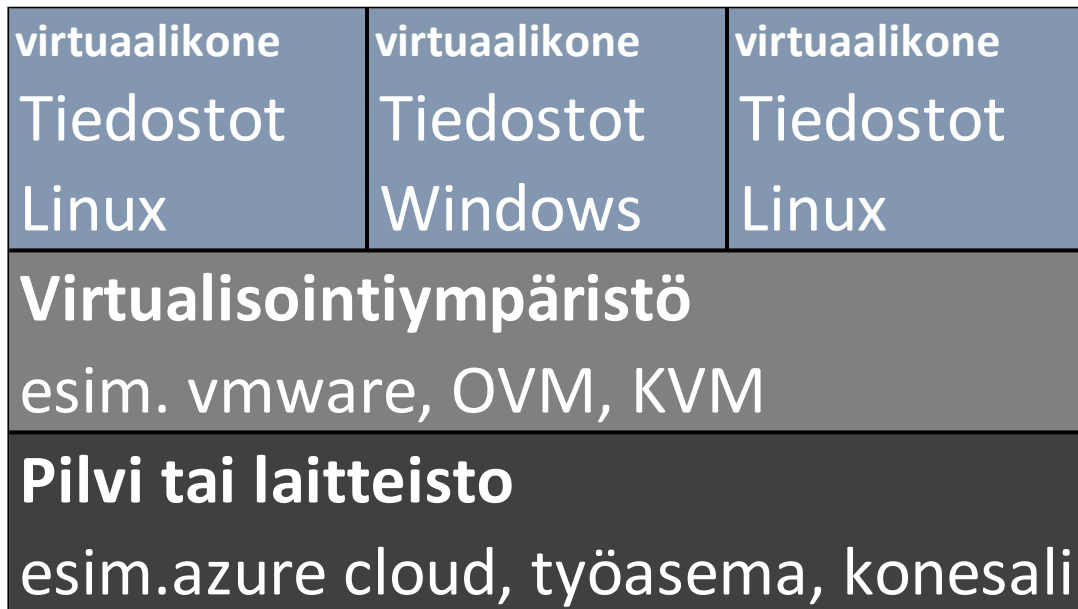 virtuaalikone
Tiedostot
Linux
virtuaalikone
Tiedostot
Windows
virtuaalikone
Tiedostot
Linux
Virtualisointiympäristö
esim. vmware, OVM, KVM
Pilvi tai laitteisto
esim.azure cloud, työasema, konesali